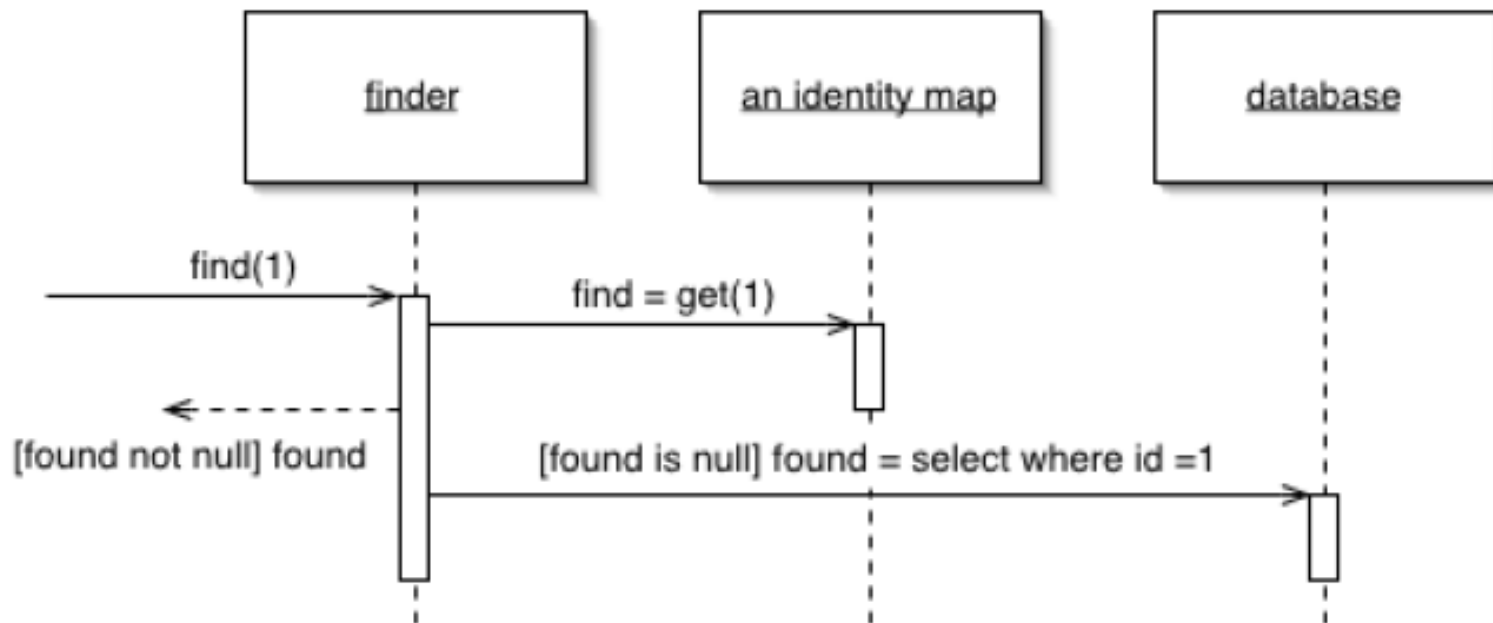 finder
an identity map
database
find(1)
find = get(1)
[found not null] found
[found is null] found = select where id =1